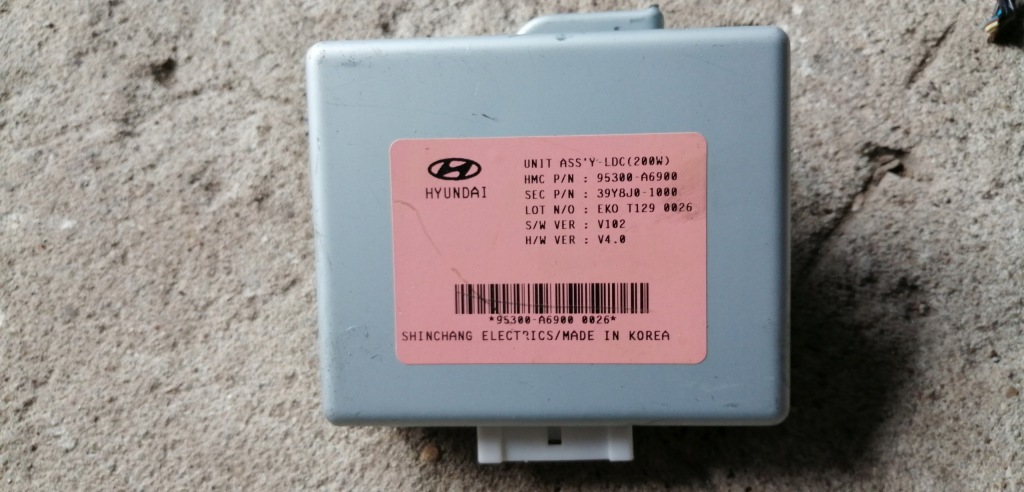 HYUNDAI
UNIT ASS'Y-LDC(200W)
HMC P/N : 95300-A6900
SEC P/N : 39Y8J0-1000
LOT N/O : EKO T129 0026
S/W VER : V102
H/W VER : V4.0
*95300-A6900 0026*
SHINCHANG ELECTRICS/MADE IN KOREA